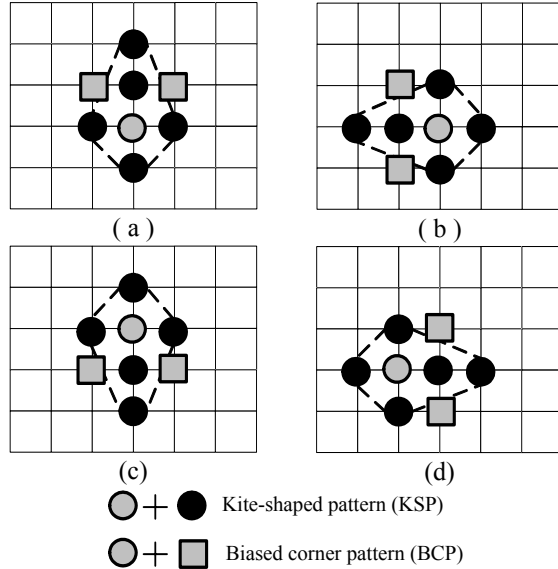 ( a )
( b )
(c)
(d)
+ Kite-shaped pattern (KSP)
+ Biased corner pattern (BCP)